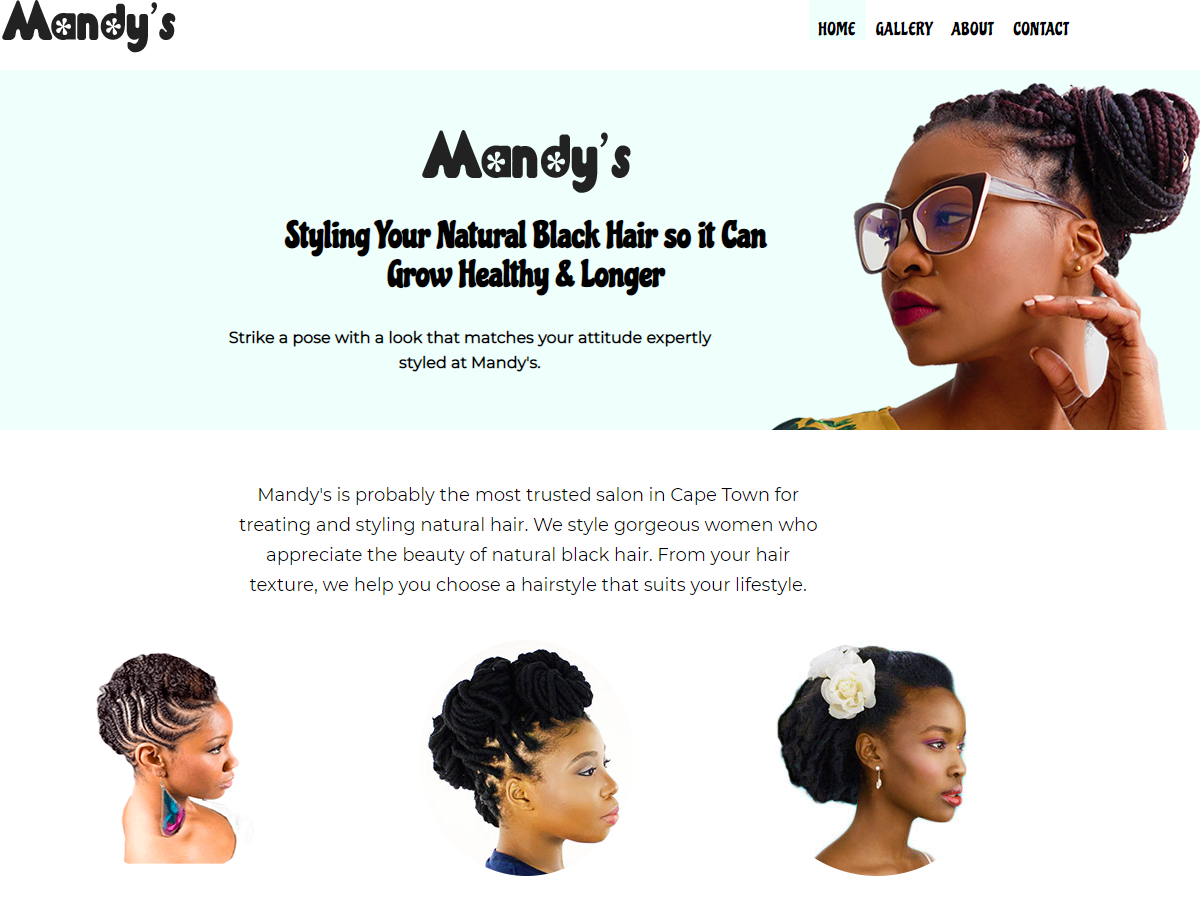 Mandy's
HOME GALLERY ABOUT CONTACT
Mandy's
Styling Your Natural Black Hair so it Can
Grow Healthy & Longer
Strike a pose with a look that matches your attitude expertly
styled at Mandy's.
Mandy's is probably the most trusted salon in Cape Town for
treating and styling natural hair. We style gorgeous women who
appreciate the beauty of natural black hair. From your hair
texture, we help you choose a hairstyle that suits your lifestyle.